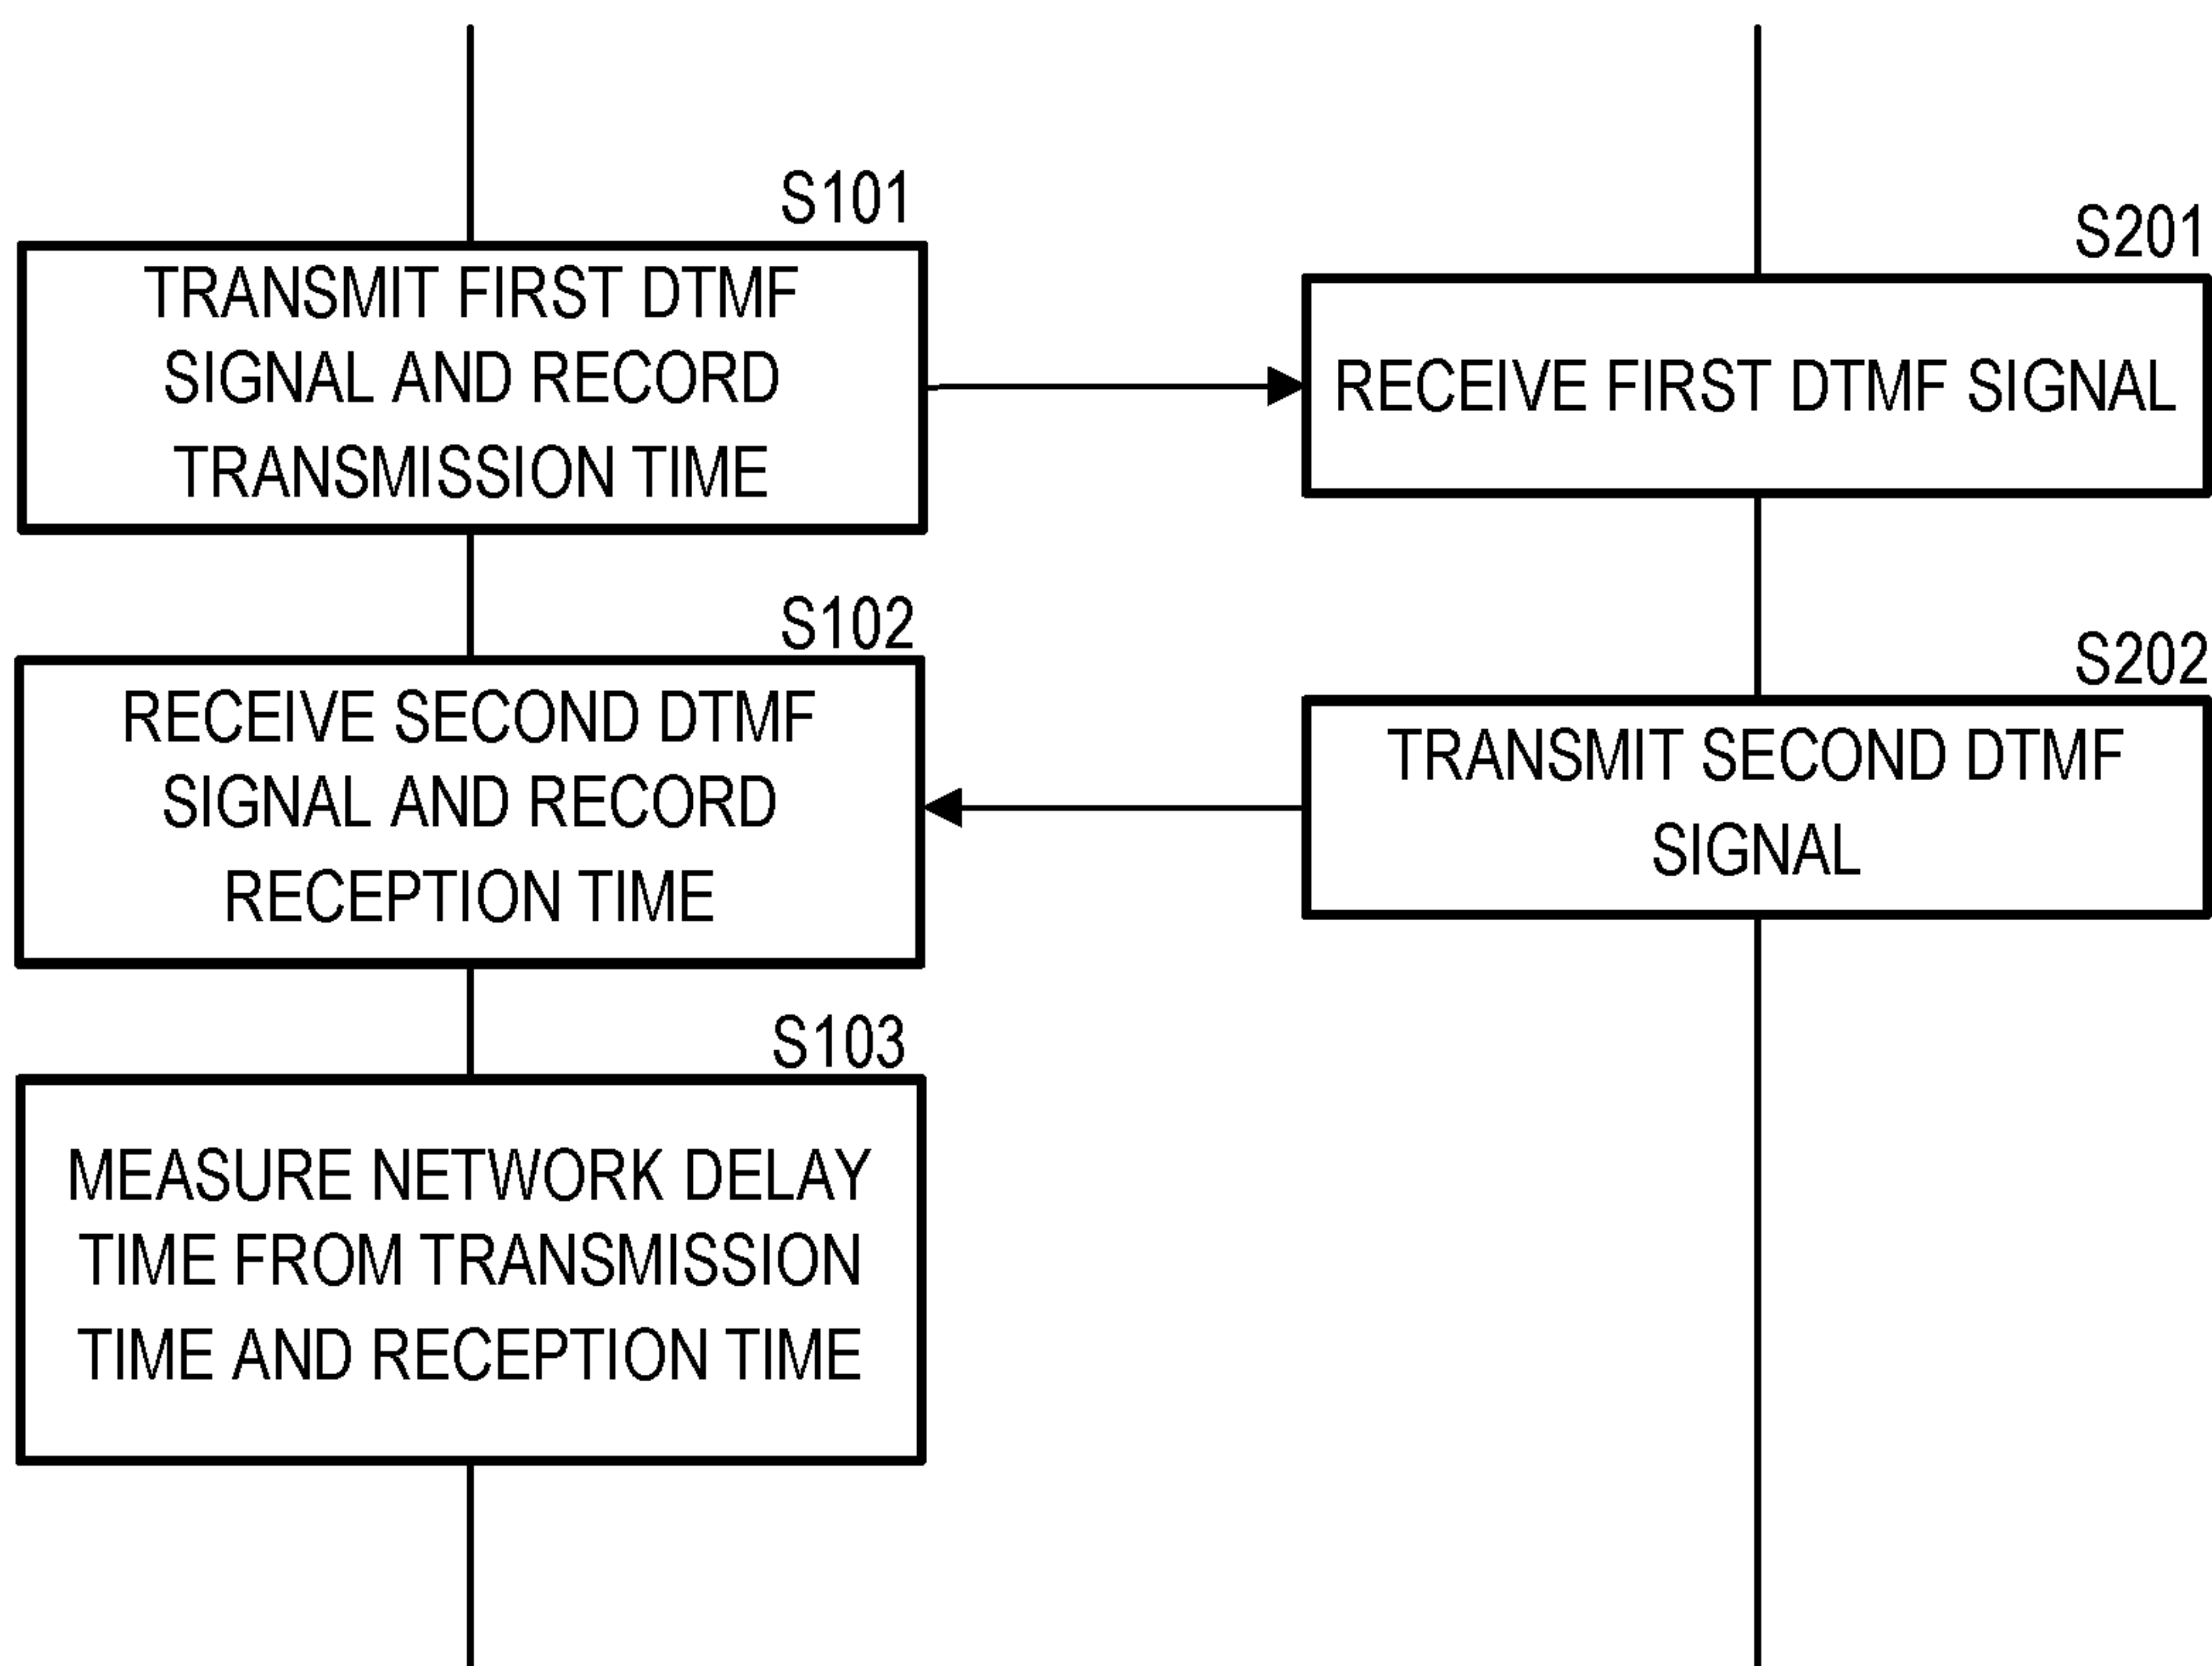 S101
TRANSMIT FIRST DTMF
SIGNAL AND RECORD
TRANSMISSION TIME
S201
RECEIVE FIRST DTMF SIGNAL
S102
RECEIVE SECOND DTMF
SIGNAL AND RECORD
RECEPTION TIME
S202
TRANSMIT SECOND DTMF
SIGNAL
S103
MEASURE NETWORK DELAY
TIME FROM TRANSMISSION
TIME AND RECEPTION TIME